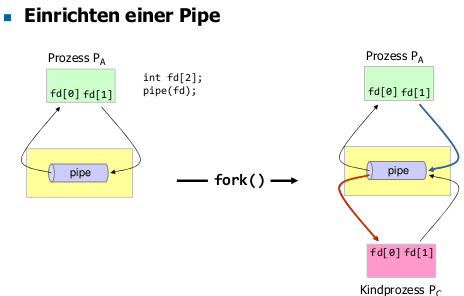 Einrichten einer Pipe
Prozess PA
int fd[2];
pipe(fd);
fd[0] fd[1]
pipe
fork()
Prozess PA
fd[0] fd[1]
pipe
fd[0] fd[1]
Kindprozess PC